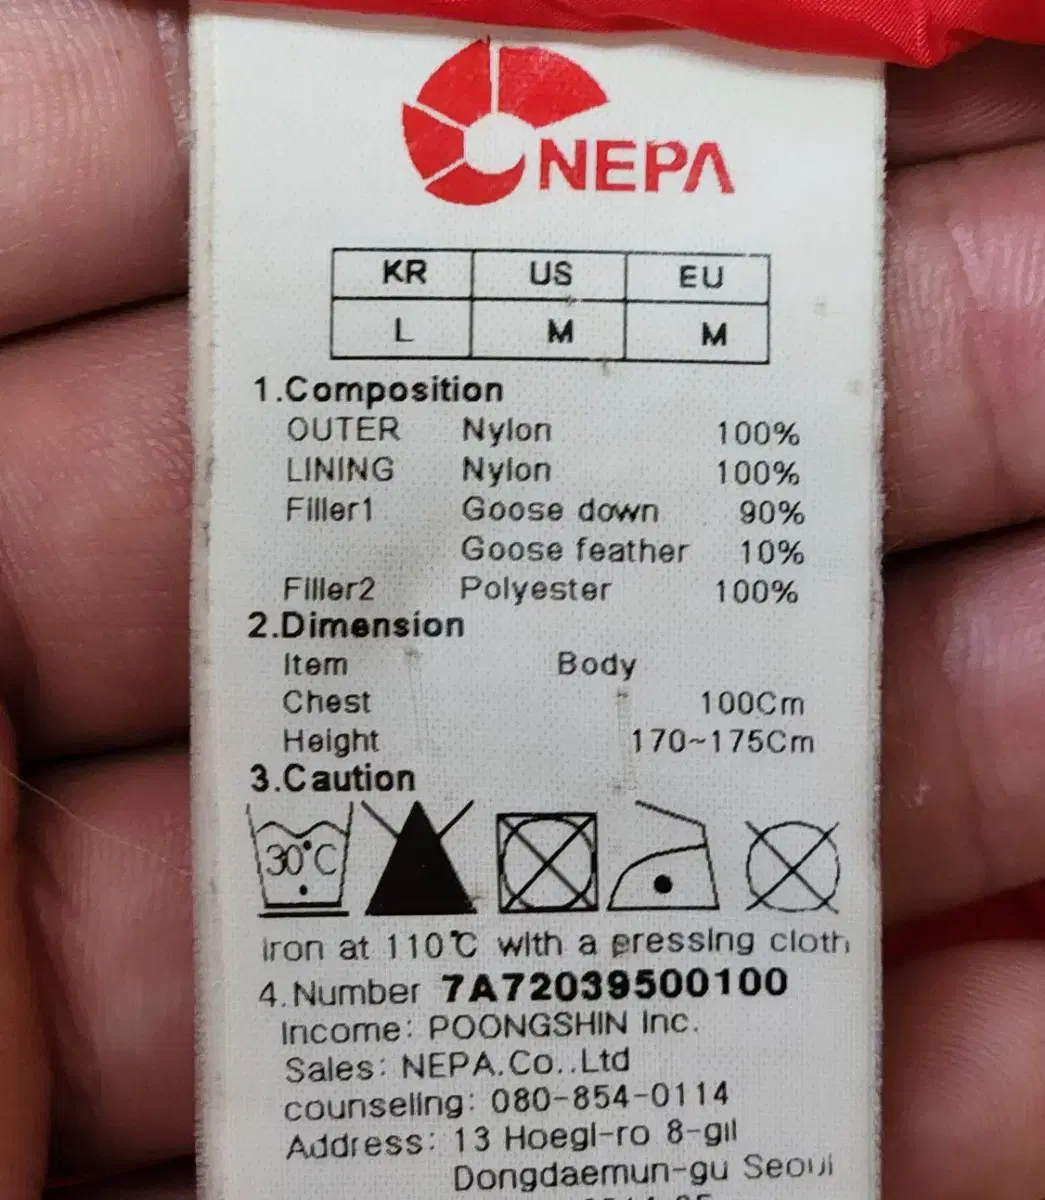 NEPA
KR US EU
L M M
1.Composition
OUTER Nylon 100%
LINING Nylon 100%
Filler1 Goose down 90%
Goose feather 10%
Filler2 Polyester 100%
2.Dimension
Item Body
Chest 100Cm
Height 170~175Cm
3.Caution
30°C
iron at 110℃ with a pressing cloth
4.Number 7A72039500100
Income: POONGSHIN Inc.
Sales: NEPA.Co..Ltd
counseling: 080-854-0114
Address: 13 Hoegi-ro 8-gil
Dongdaemun-gu Seoul